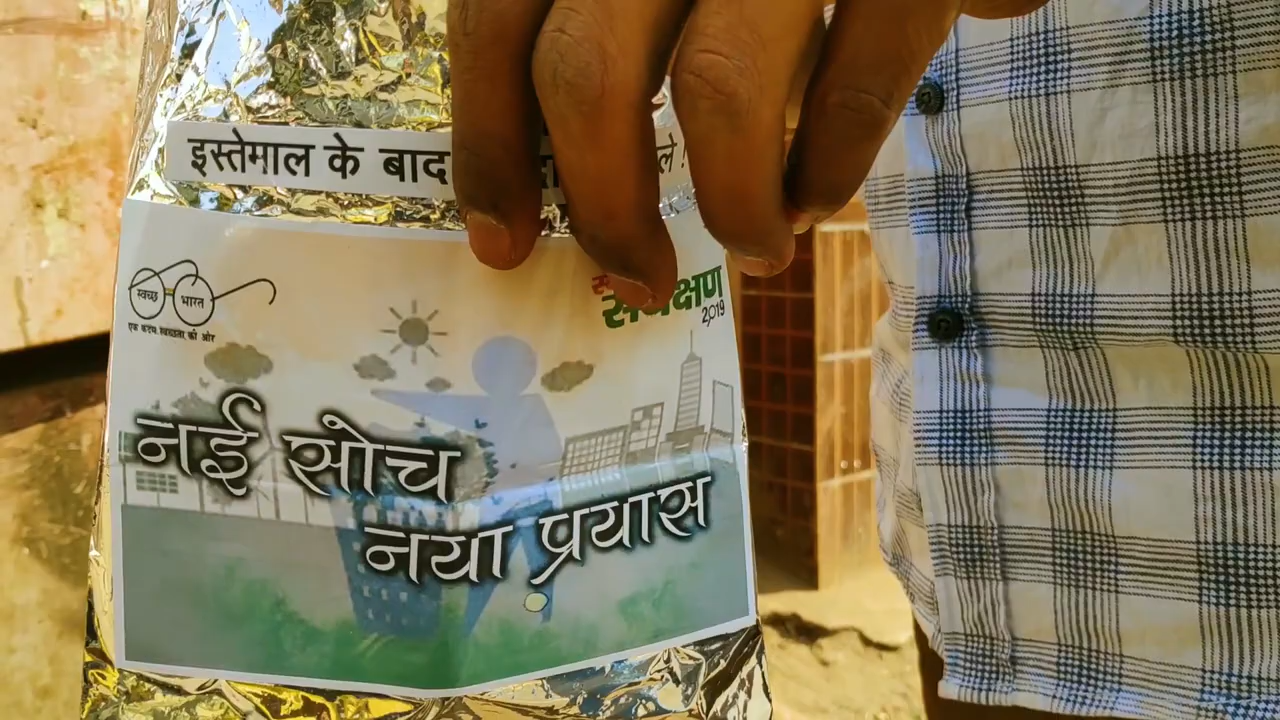 इस्तेमाल के बाद
स्वच्छ भारत
एक कदम स्वच्छता की ओर
2019
नई सोच
नया प्रयास